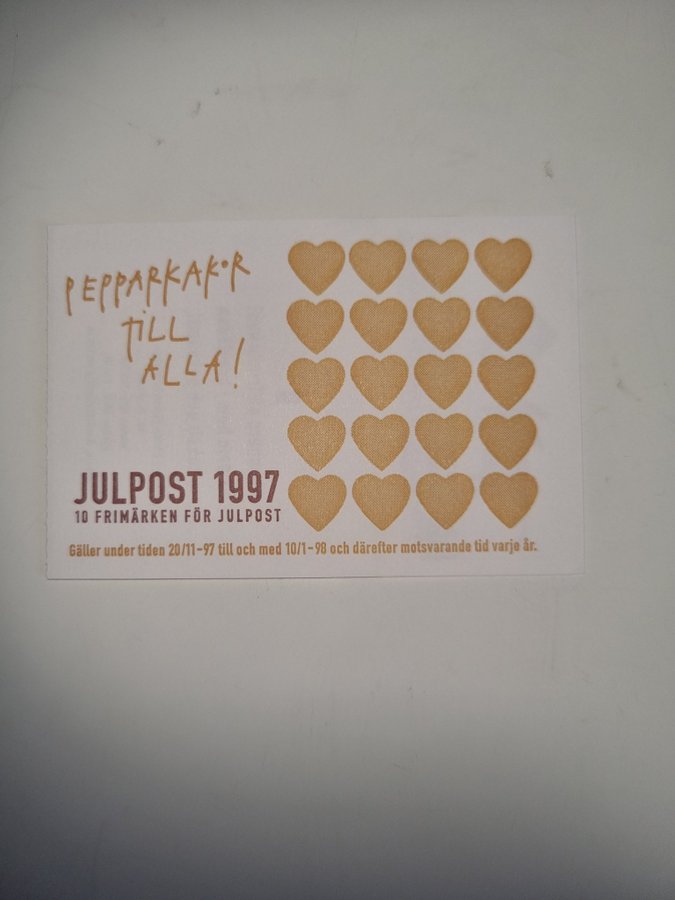 PEPPARKAKOR
TILL
ALLA!
JULPOST 1997
10 FRIMÄRKEN FÖR JULPOST
Gäller under tiden 20/11-97 till och med 10/1-98 och därefter motsvarande tid varje år.